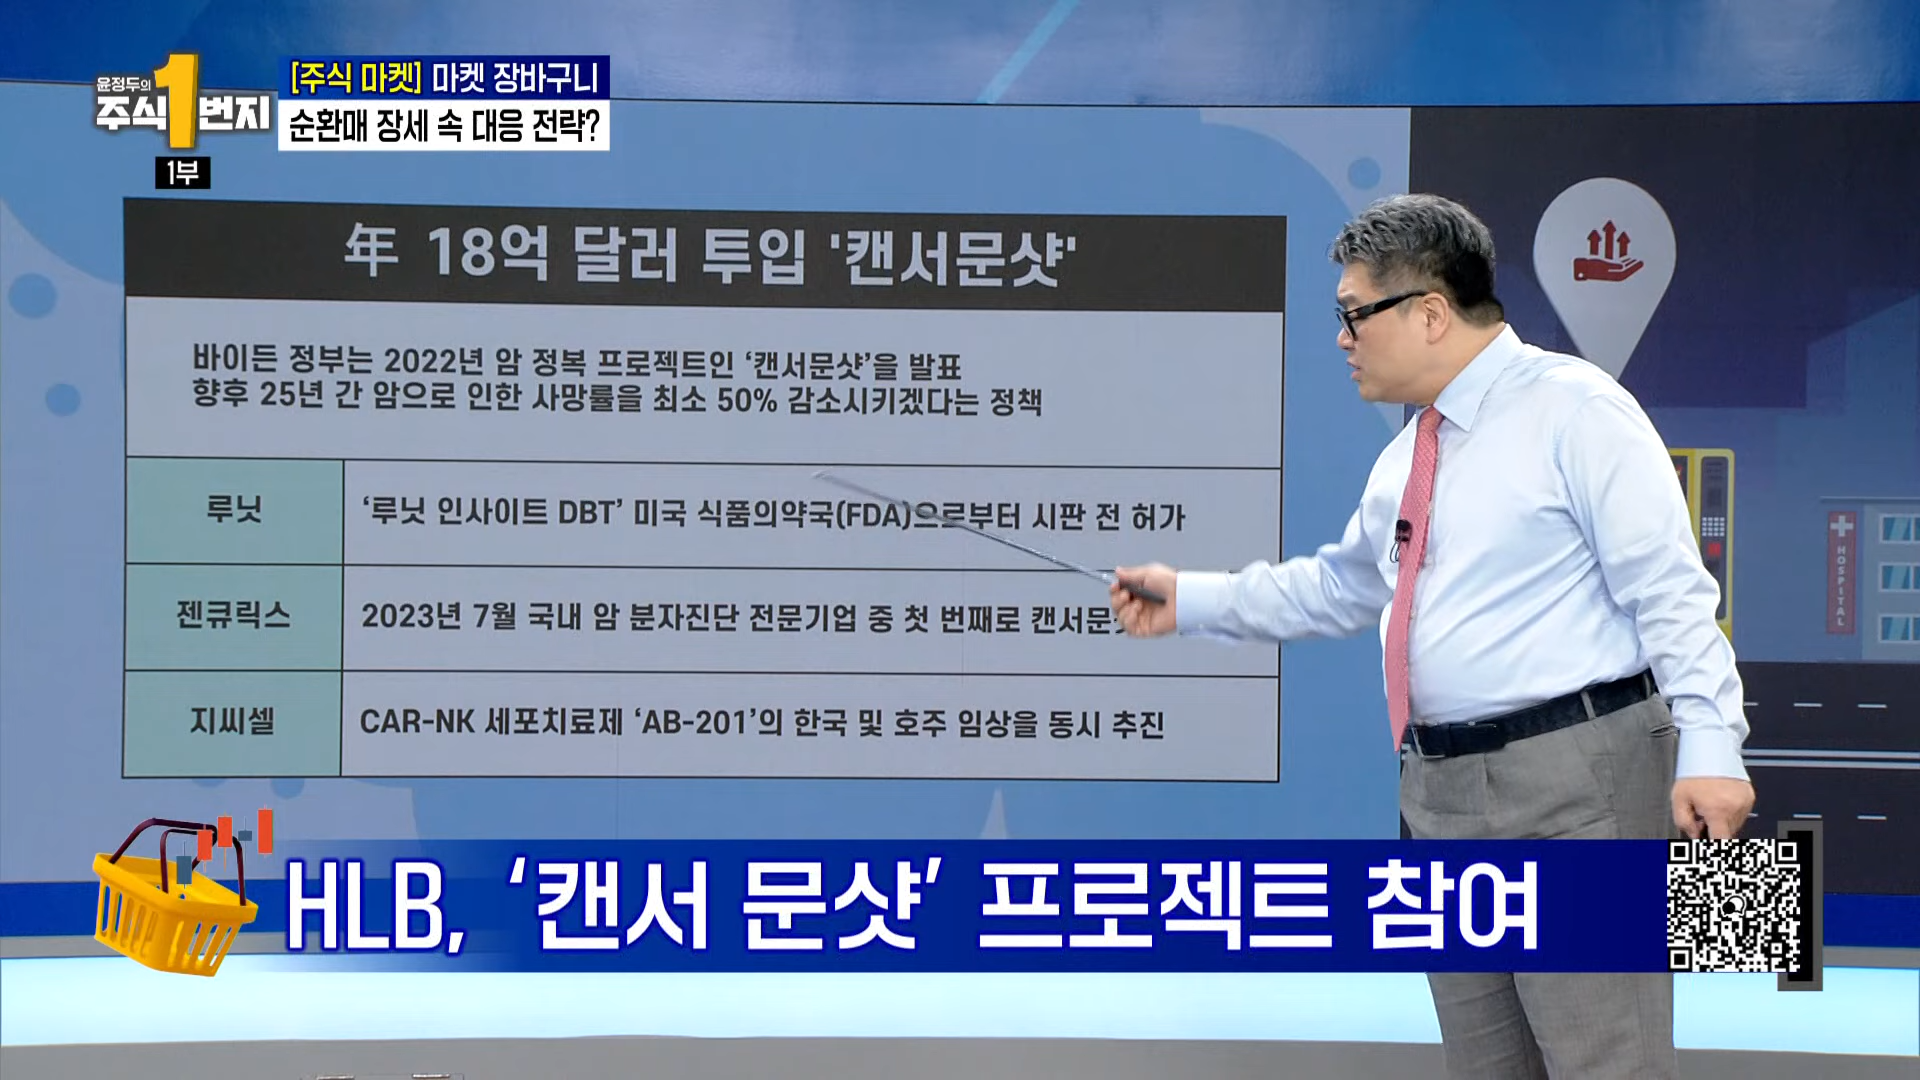 윤정두의
주식1번지
1부
[주식 마켓] 마켓 장바구니
순환매 장세 속 대응 전략?
年 18억 달러 투입 '캔서문샷'
바이든 정부는 2022년 암 정복 프로젝트인 ‘캔서문샷’을 발표
향후 25년 간 암으로 인한 사망률을 최소 50% 감소시키겠다는 정책
루닛
‘루닛 인사이트 DBT’ 미국 식품의약국(FDA)으로부터 시판 전 허가
젠큐릭스
2023년 7월 국내 암 분자진단 전문기업 중 첫 번째로
지씨셀
CAR-NK 세포치료제 ‘AB-201’의 한국 및 호주 임상을 동시 추진
HOSPITAL
HLB, ‘캔서 문샷’ 프로젝트 참여